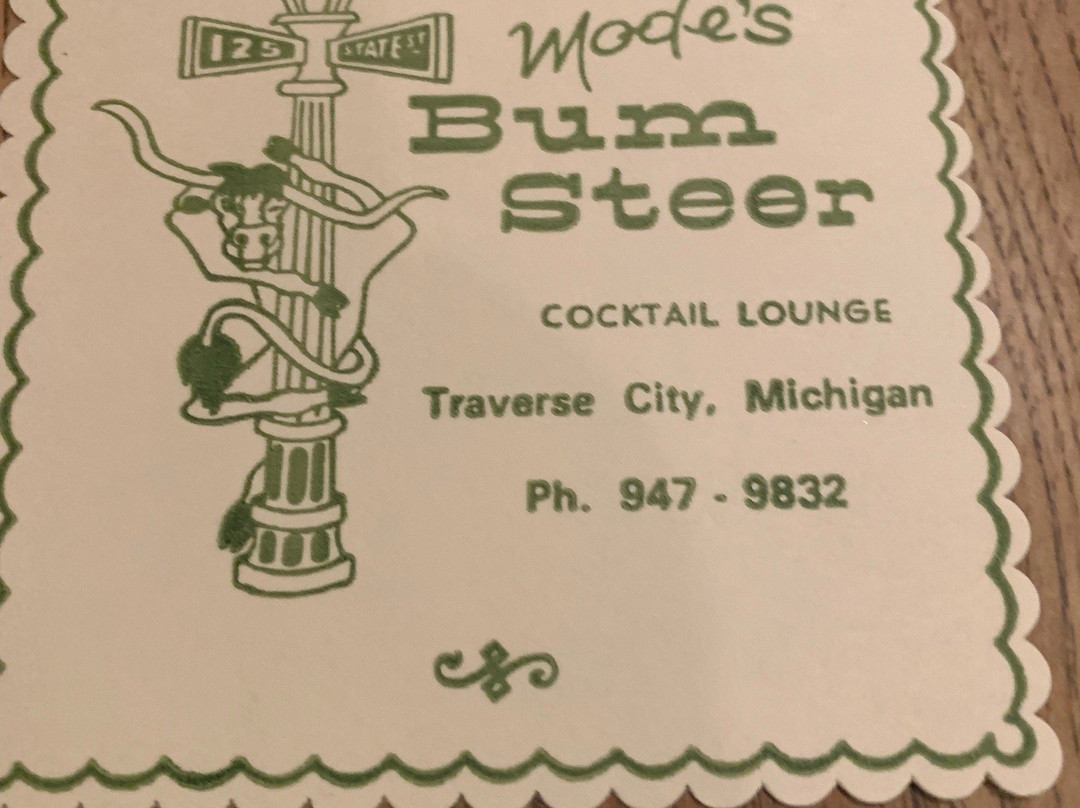 125 STATE ST
Mode's
Bum
Steer
COCKTAIL LOUNGE
Traverse City, Michigan
Ph. 947 - 9832